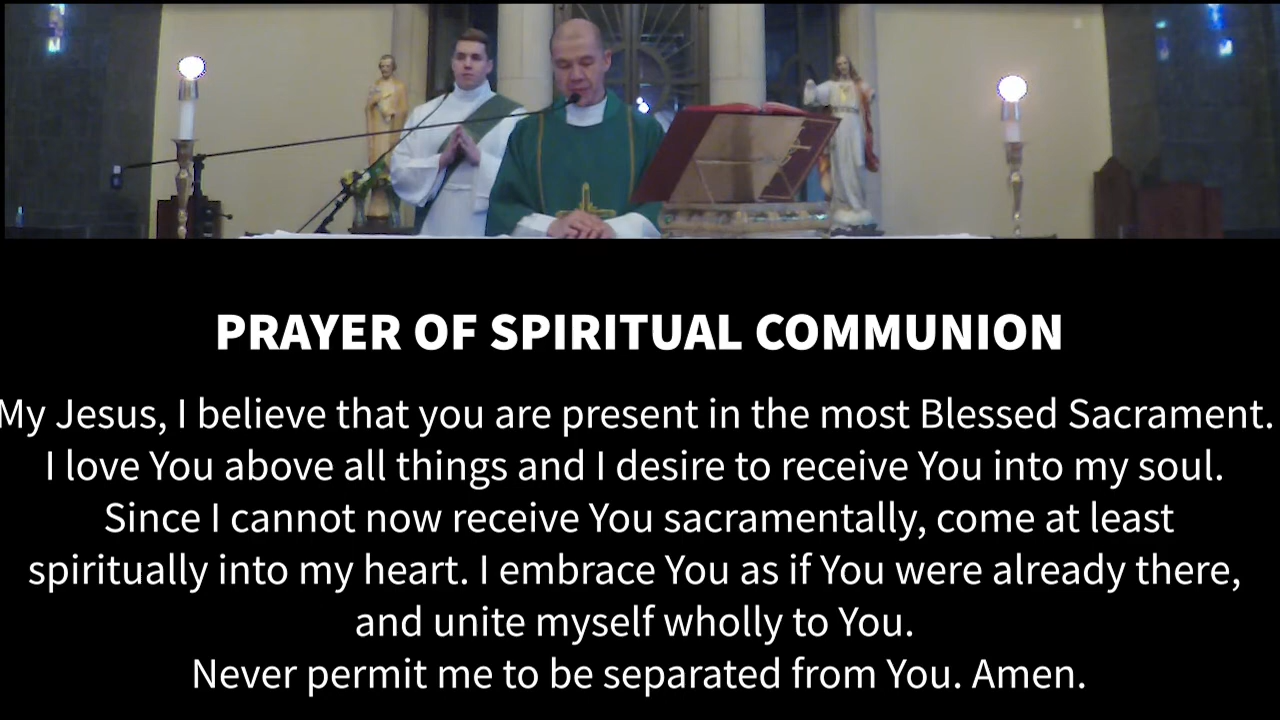 PRAYER OF SPIRITUAL COMMUNION
My Jesus, I believe that you are present in the most Blessed Sacrament.
I love You above all things and I desire to receive You into my soul.
Since I cannot now receive You sacramentally, come at least
spiritually into my heart. I embrace You as if You were already there,
and unite myself wholly to You.
Never permit me to be separated from You. Amen.